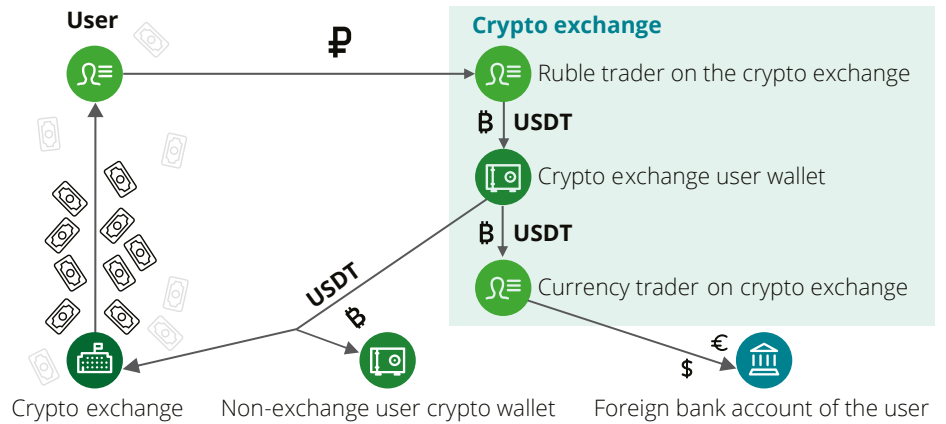 User
Crypto exchange
₽
Ruble trader on the crypto exchange
₿ USDT
Crypto exchange user wallet
₿ USDT
USDT
Currency trader on crypto exchange
₿
€
$
Crypto exchange
Non-exchange user crypto wallet
Foreign bank account of the user